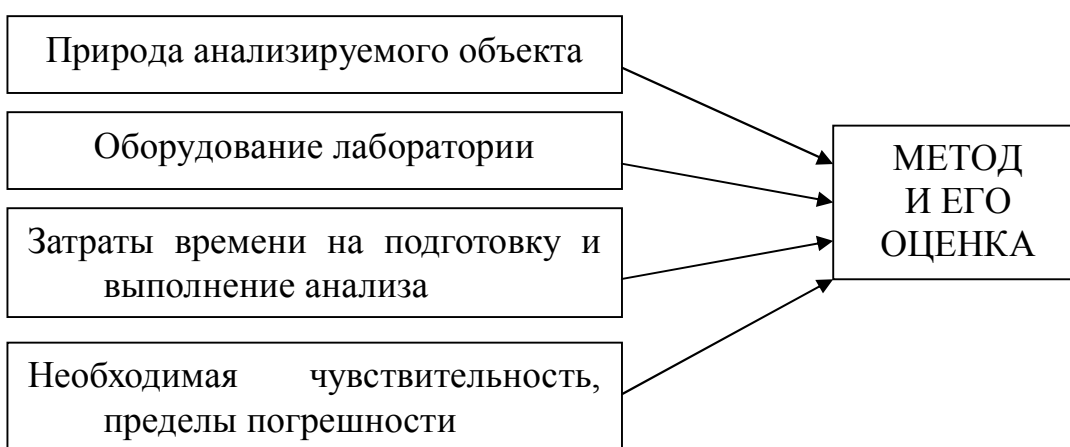 Природа анализируемого объекта
Оборудование лаборатории
Затраты времени на подготовку и
выполнение анализа
Необходимая чувствительность,
пределы погрешности
МЕТОД
И ЕГО
ОЦЕНКА